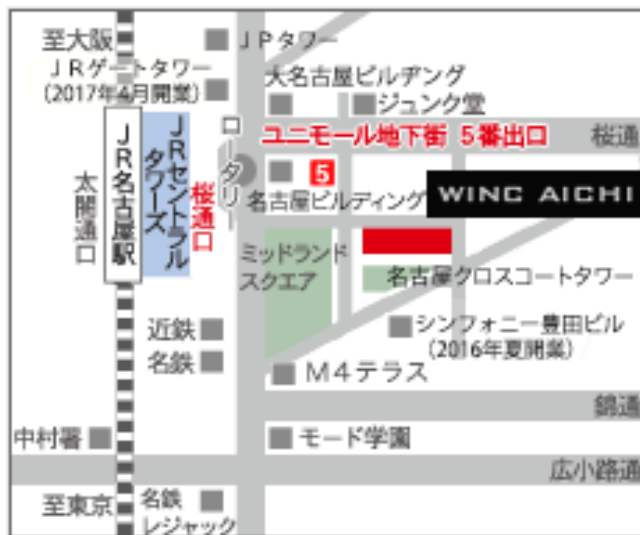 至大阪
JPタワー
JRゲートタワー
(2017年4月開業)
大名古屋ビルヂング
ジュンク堂
ユニモール地下街 5番出口
桜通
ロータリー
5
名古屋ビルディング
WINC AICHI
JR名古屋駅
JRセントラル
タワーズ
桜通口
太閤通口
ミッドランド
スクエア
名古屋クロスコートタワー
シンフォニー豊田ビル
(2016年夏開業)
近鉄
名鉄
M4テラス
錦通
中村署
モード学園
広小路通
至東京
名鉄
レジャック